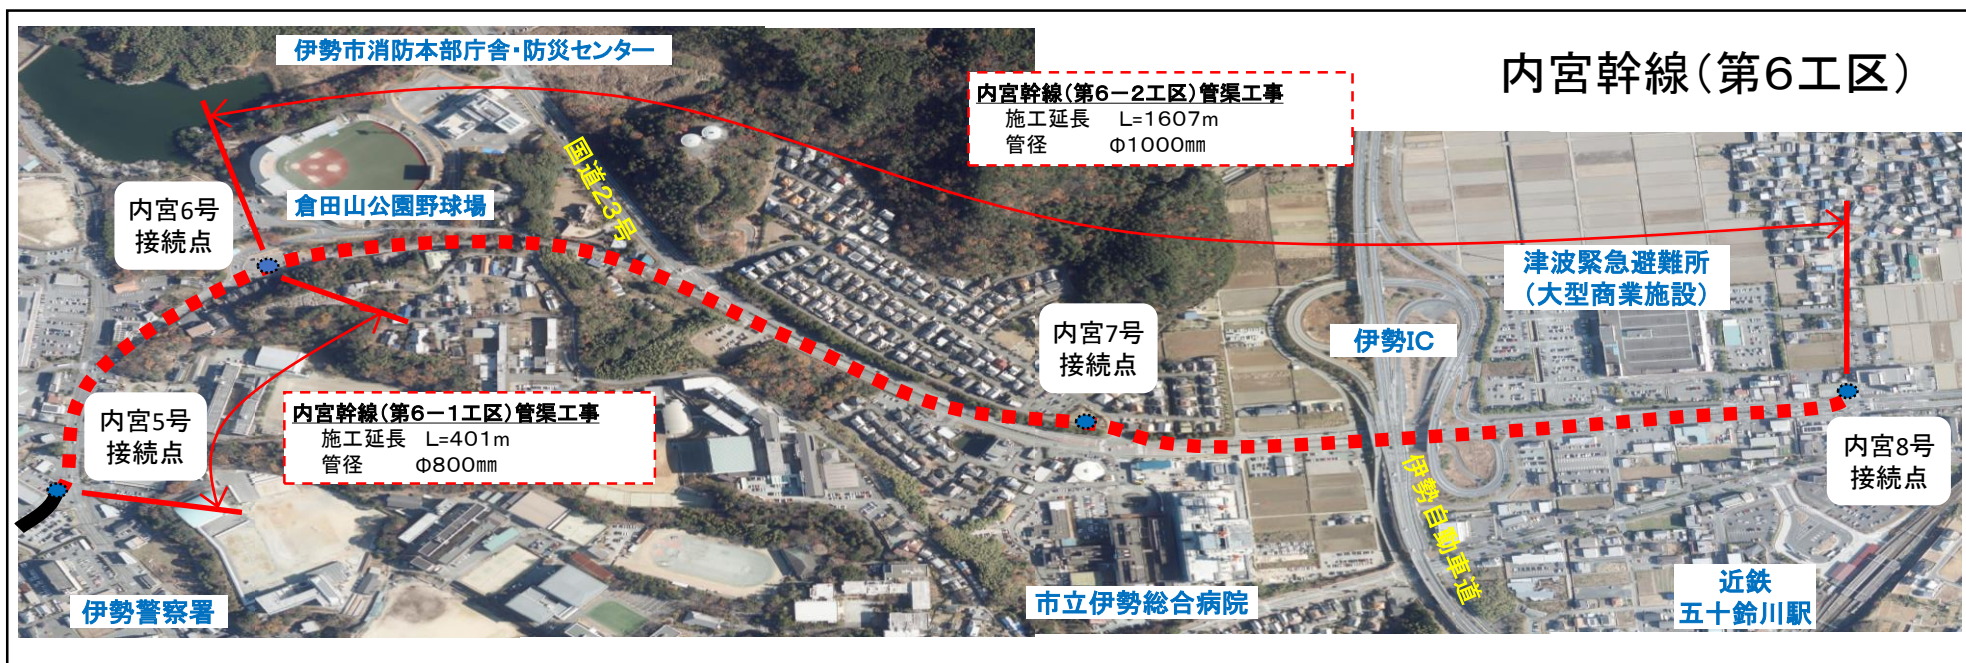 内宮幹線（第６工区）
伊勢市消防本部庁舎・防災センター
内宮幹線（第６－２工区）管渠工事
施工延長　L=1607m
管径　Φ1000㎜
国道23号
内宮6号
接続点
倉田山公園野球場
津波緊急避難所
（大型商業施設）
内宮7号
接続点
伊勢IC
内宮5号
接続点
内宮幹線（第６－１工区）管渠工事
施工延長　L=401m
管径　Φ800㎜
内宮8号
接続点
伊勢自動車道
伊勢警察署
市立伊勢総合病院
近鉄
五十鈴川駅